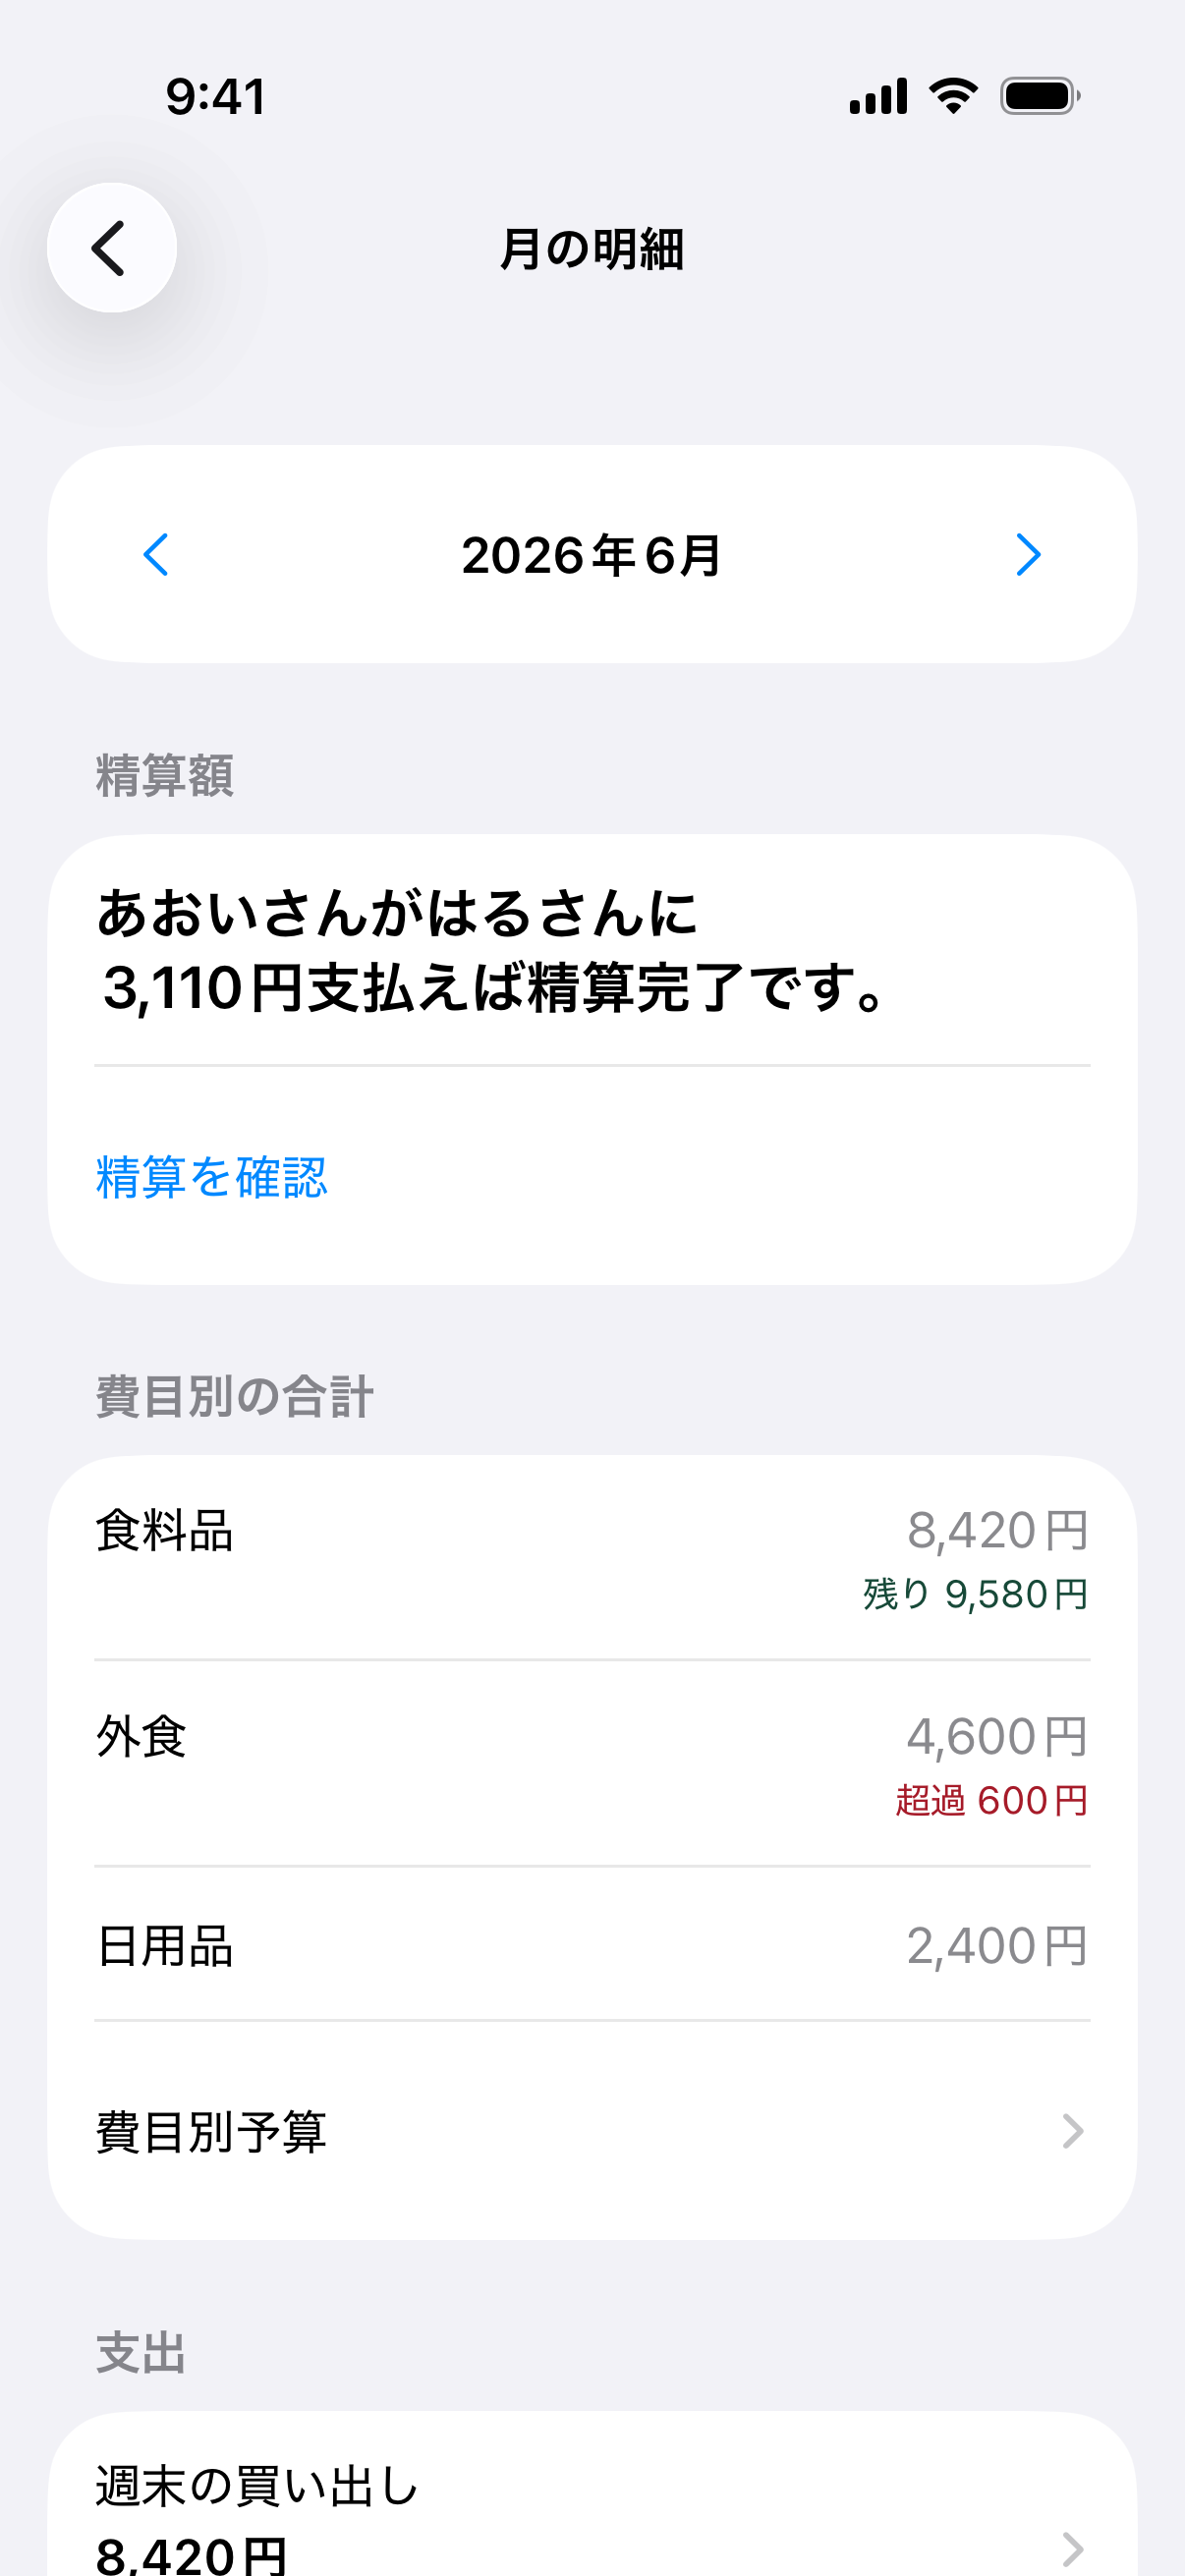 9:41
月の明細
2026年6月
精算額
あおいさんがはるさんに
3,110円支払えば精算完了です。
精算を確認
費目別の合計
食料品
8,420円
残り 9,580円
外食
4,600円
超過 600円
日用品
2,400円
費目別予算
支出
週末の買い出し
8,420円